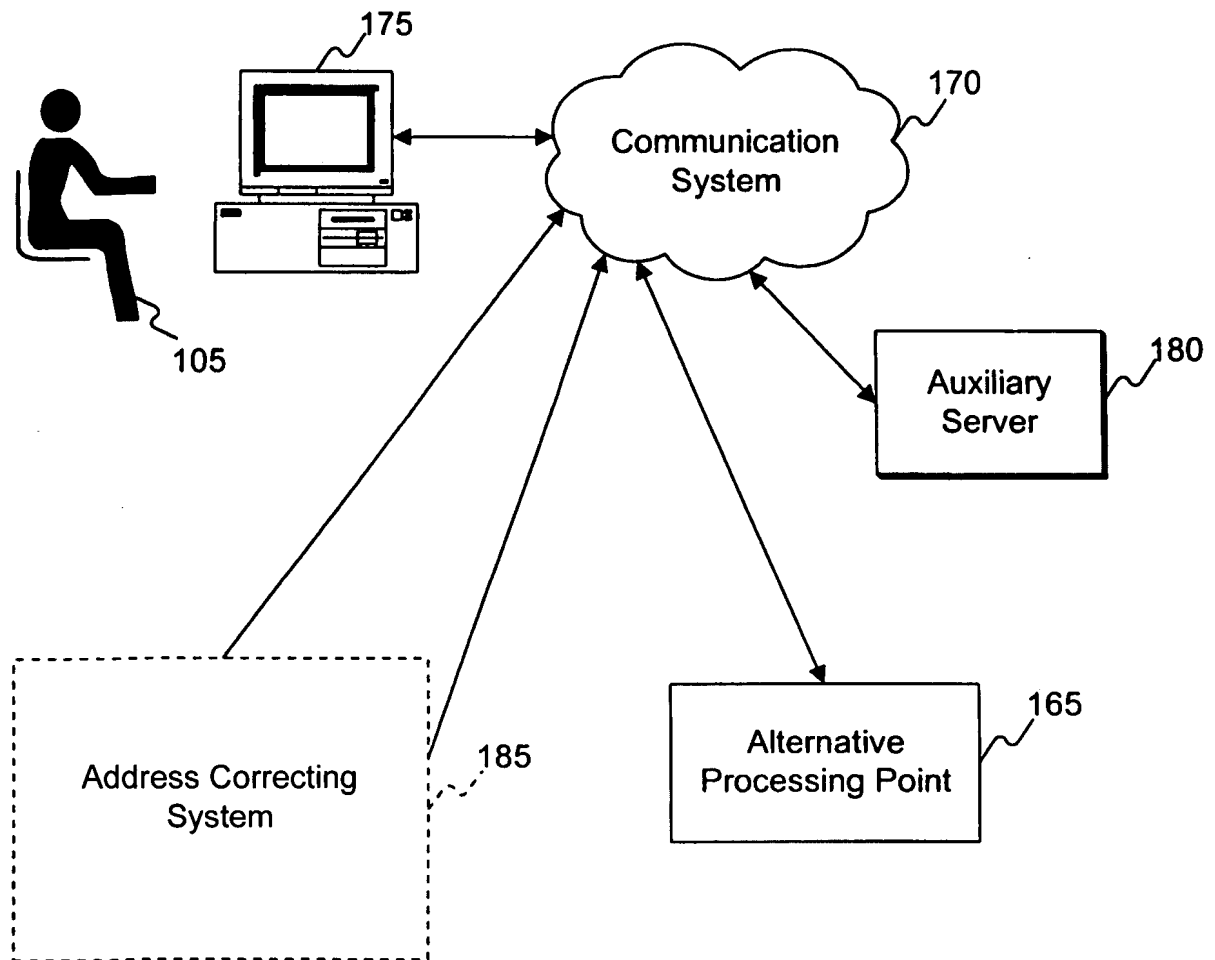 175
170
Communication
System
105
180
Auxiliary
Server
165
Alternative
Processing Point
185
Address Correcting
System